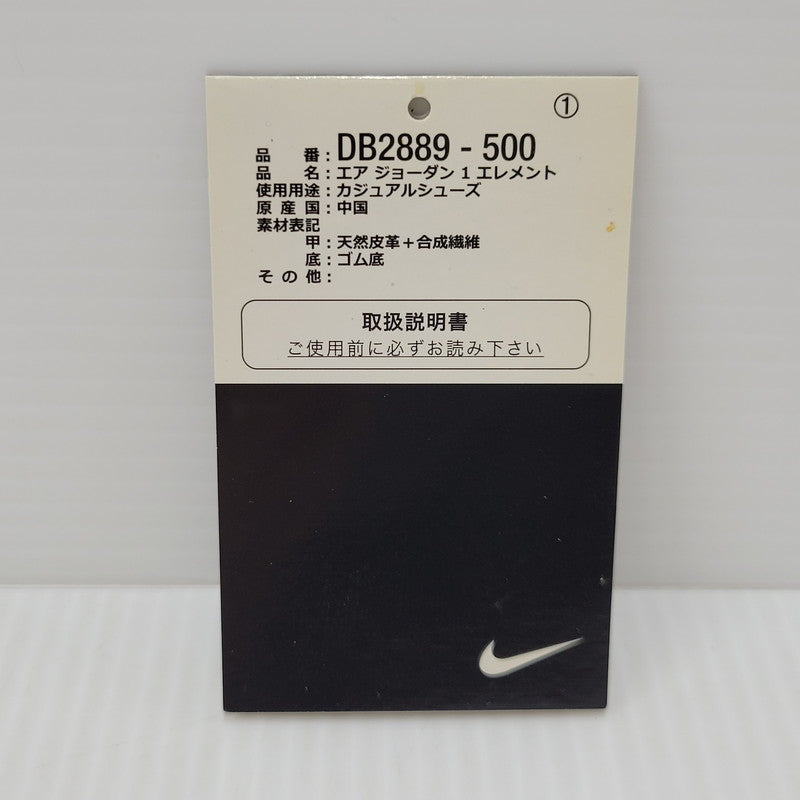 ①
品番：DB2889 - 500
品名：エア ジョーダン 1 エレメント
使用用途：カジュアルシューズ
原産国：中国
素材表記
甲：天然皮革＋合成繊維
底：ゴム底
その他：
取扱説明書
ご使用前に必ずお読み下さい